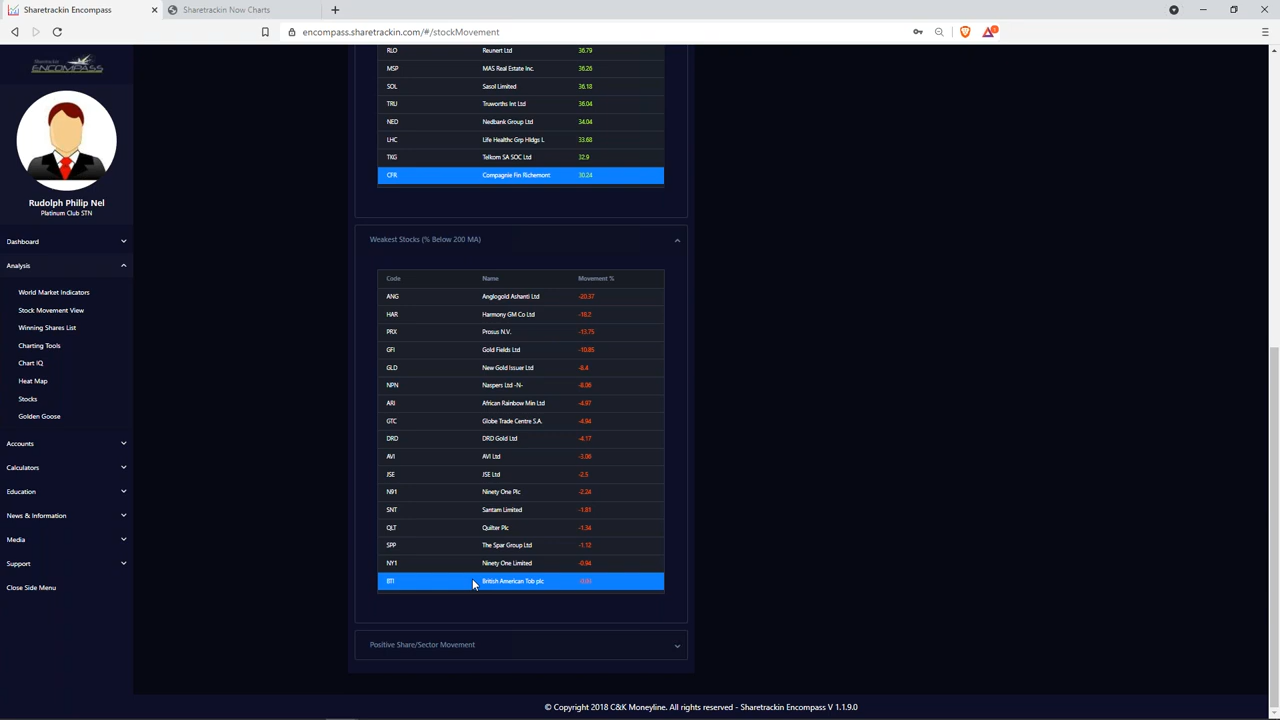 Sharetrackin Encompass
Sharetrackin Now Charts
encompass.sharetrackin.com/#/stockMovement
Sharetrackin
ENCOMPASS
Rudolph Philip Nel
Platinum Club STN
Dashboard
Analysis
World Market Indicators
Stock Movement View
Winning Shares List
Charting Tools
Chart IQ
Heat Map
Stocks
Golden Goose
Accounts
Calculators
Education
News & Information
Media
Support
Close Side Menu
RLO Reunert Ltd 36.79
MSP MAS Real Estate Inc. 36.26
SOL Sasol Limited 36.18
TRU Truworths Int Ltd 36.04
NED Nedbank Group Ltd 34.04
LHC Life Healthc Grp Hldgs L 33.68
TKG Telkom SA SOC Ltd 32.9
CFR Compagnie Fin Richemont 30.24
Weakest Stocks (% Below 200 MA)
Code Name Movement %
ANG Anglogold Ashanti Ltd -20.37
HAR Harmony GM Co Ltd -18.2
PRX Prosus N.V. -13.75
GFI Gold Fields Ltd -10.85
GLD New Gold Issuer Ltd -8.4
NPN Naspers Ltd -N- -8.06
ARI African Rainbow Min Ltd -4.97
GTC Globe Trade Centre S.A. -4.94
DRD DRD Gold Ltd -4.17
AVI AVI Ltd -3.06
JSE JSE Ltd -2.5
N91 Ninety One Plc -2.24
SNT Santam Limited -1.81
QLT Quilter Plc -1.34
SPP The Spar Group Ltd -1.12
NY1 Ninety One Limited -0.94
BTI British American Tob plc
Positive Share/Sector Movement
© Copyright 2018 C&K Moneyline. All rights reserved - Sharetrackin Encompass V 1.1.9.0